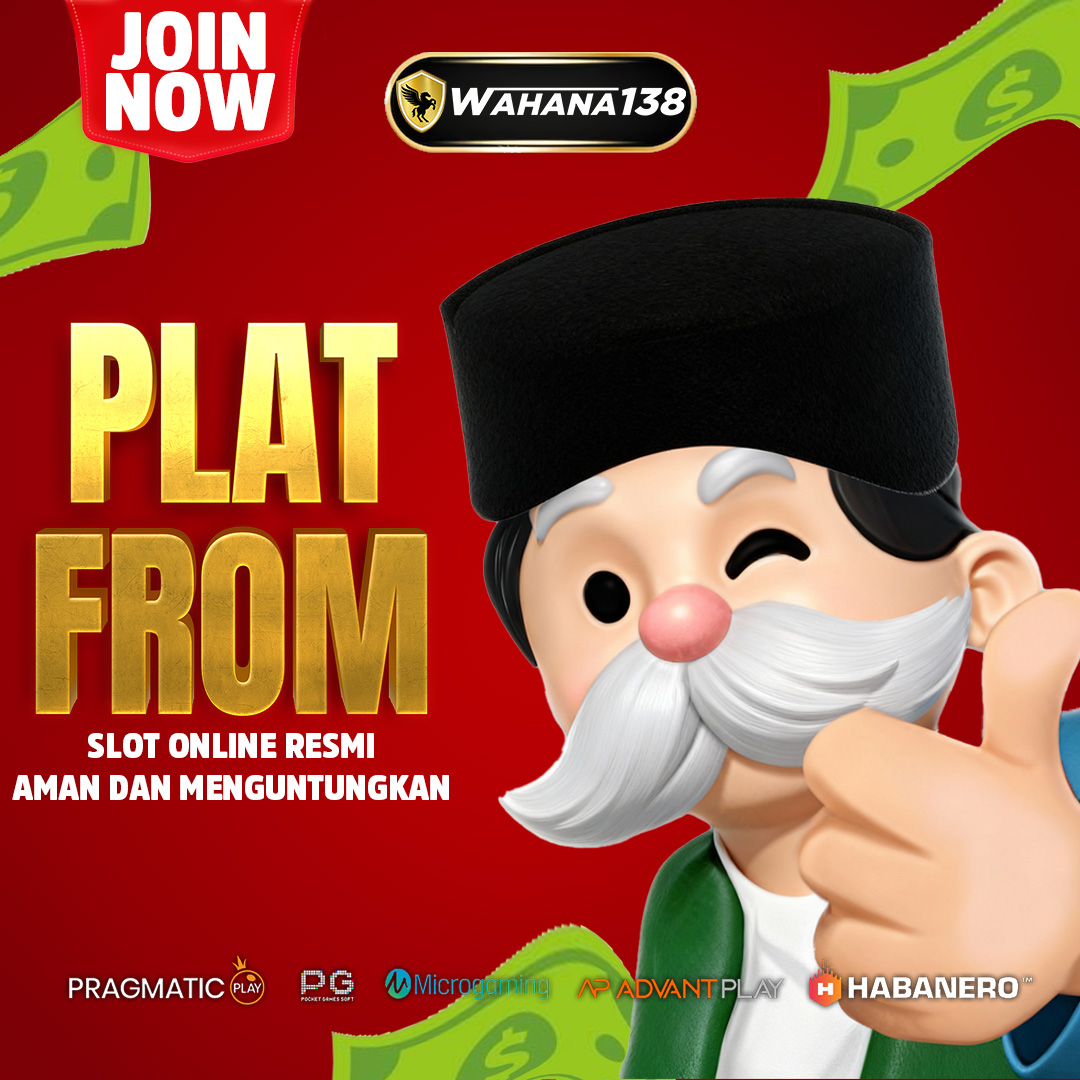 JOIN
NOW
WAHANA138
PLAT
FROM
SLOT ONLINE RESMI
AMAN DAN MENGUNTUNGKAN
PRAGMATIC PLAY
PG
POCKET GAMES SOFT
Microgaming
AP ADVANTPLAY
H HABANERO™